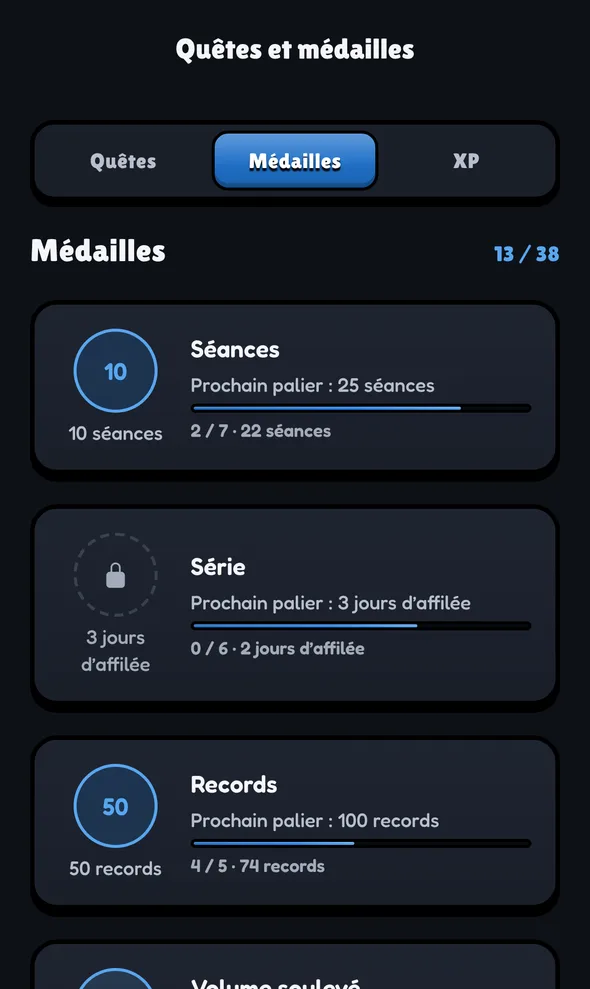 Quêtes et médailles
Quêtes
Médailles
XP
Médailles
13 / 38
10
10 séances
Séances
Prochain palier : 25 séances
2 / 7 · 22 séances
3 jours
d'affilée
Série
Prochain palier : 3 jours d'affilée
0 / 6 · 2 jours d'affilée
50
50 records
Records
Prochain palier : 100 records
4 / 5 · 74 records
Volume soulevé